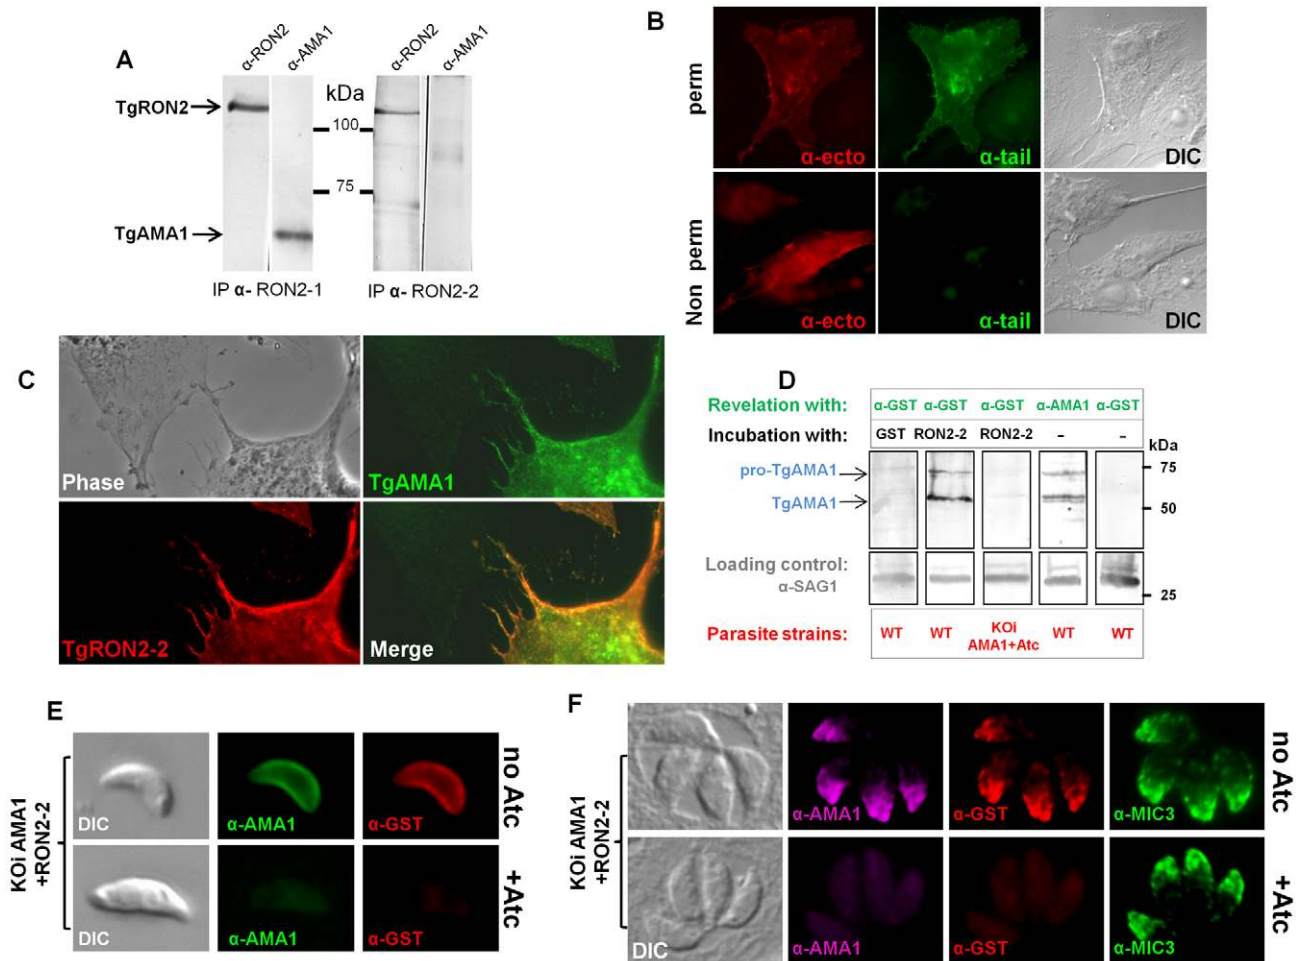 A
α-RON2
α-AMA1
α-RON2
α-AMA1
kDa
TgRON2
100
75
TgAMA1
IP α- RON2-1
IP α- RON2-2
B
perm
α-ecto
α-tail
DIC
Non perm
α-ecto
α-tail
DIC
C
Phase
TgAMA1
TgRON2-2
Merge
D
Revelation with: α-GST α-GST α-GST α-AMA1 α-GST
Incubation with: GST RON2-2 RON2-2 – –
kDa
pro-TgAMA1
75
TgAMA1
50
Loading control:
α-SAG1
25
Parasite strains: WT WT KOi AMA1+Atc WT WT
E
KOi AMA1
+RON2-2
DIC
α-AMA1
α-GST
no Atc
DIC
α-AMA1
α-GST
+Atc
F
KOi AMA1
+RON2-2
α-AMA1
α-GST
α-MIC3
no Atc
DIC
α-AMA1
α-GST
α-MIC3
+Atc